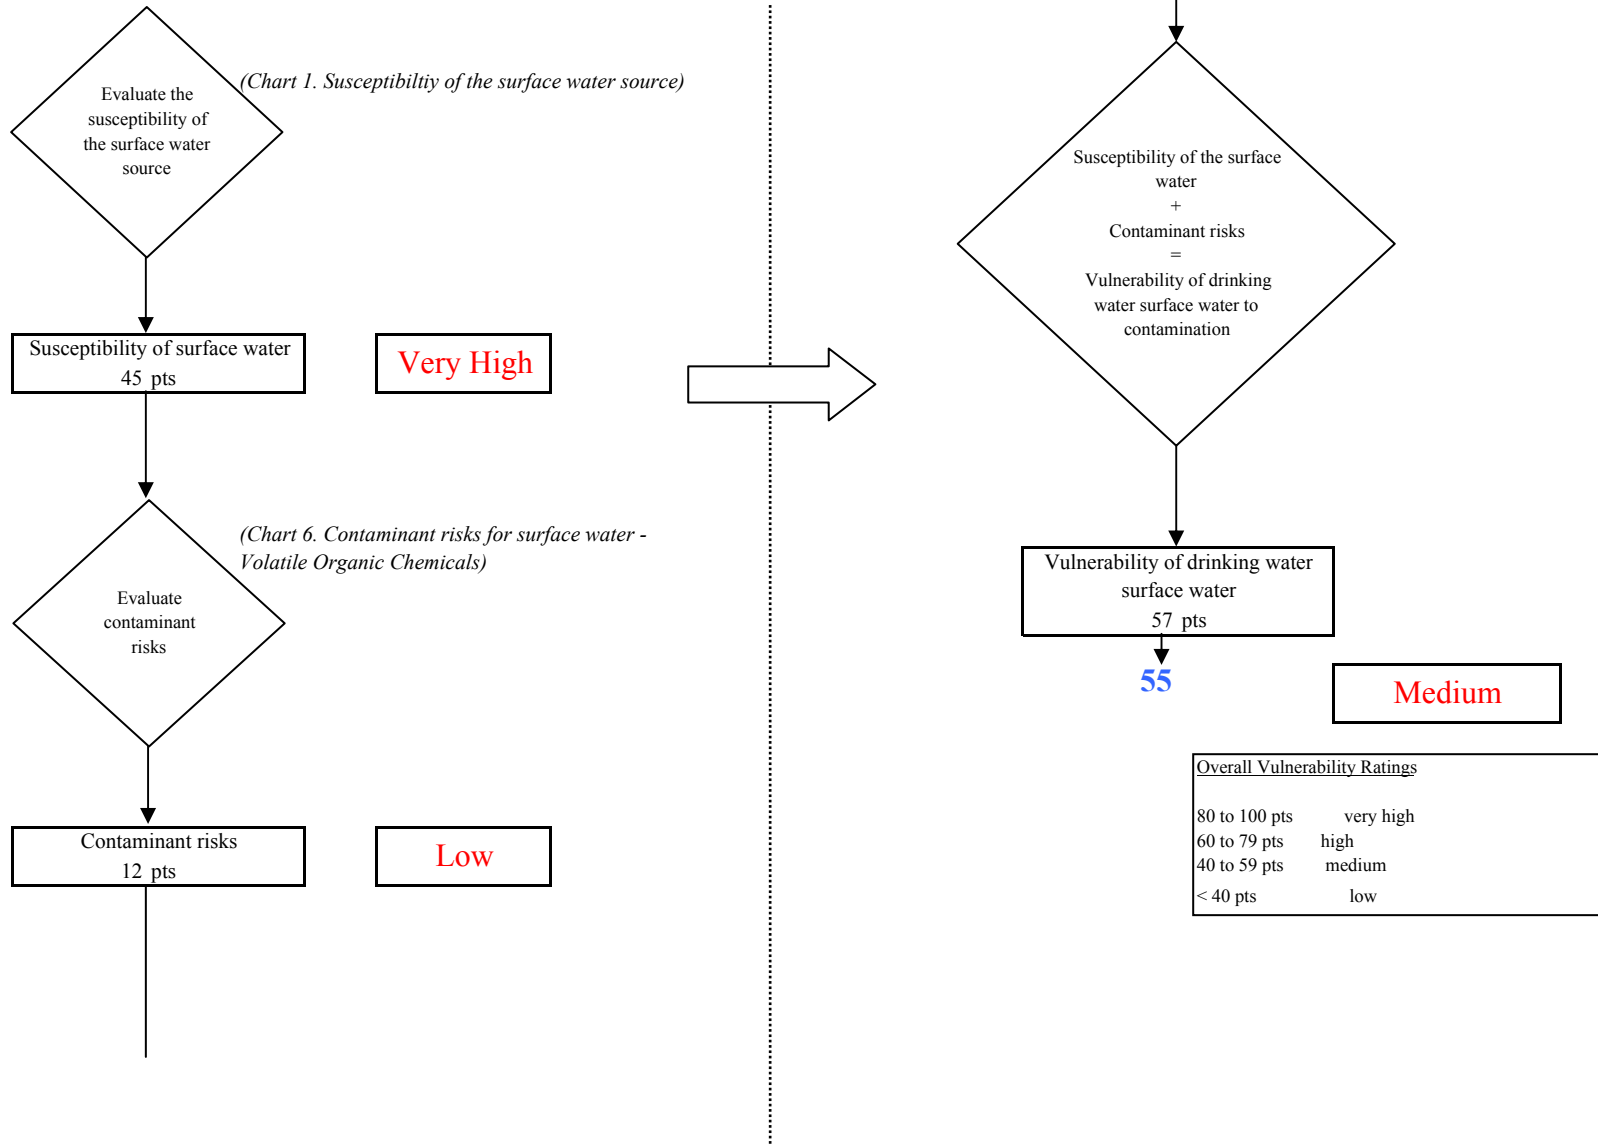 Evaluate the
susceptibility of
the surface water
source
(Chart 1. Susceptibiltiy of the surface water source)
Susceptibility of surface water
45 pts
Very High
(Chart 6. Contaminant risks for surface water -
Volatile Organic Chemicals)
Evaluate
contaminant
risks
Contaminant risks
12 pts
Low
Susceptibility of the surface
water
+
Contaminant risks
=
Vulnerability of drinking
water surface water to
contamination
Vulnerability of drinking water
surface water
57 pts
55
Medium
Overall Vulnerability Ratings
80 to 100 pts very high
60 to 79 pts high
40 to 59 pts medium
< 40 pts low